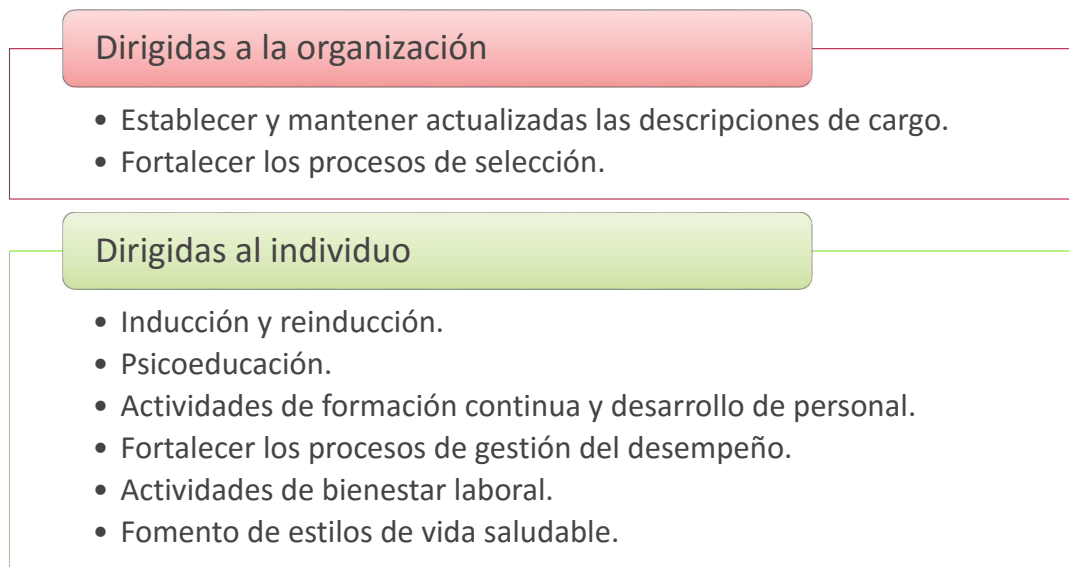 Dirigidas a la organización
• Establecer y mantener actualizadas las descripciones de cargo.
• Fortalecer los procesos de selección.
Dirigidas al individuo
• Inducción y reinducción.
• Psicoeducación.
• Actividades de formación continua y desarrollo de personal.
• Fortalecer los procesos de gestión del desempeño.
• Actividades de bienestar laboral.
• Fomento de estilos de vida saludable.